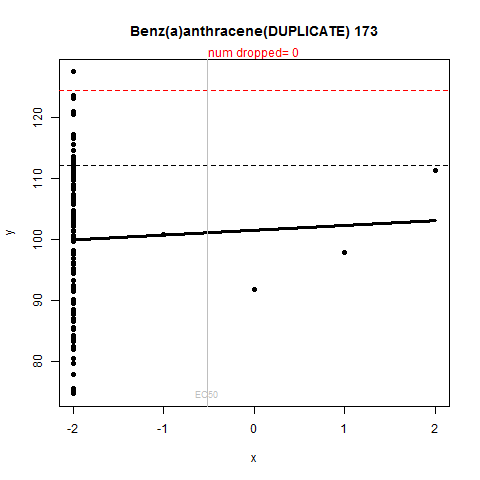 Benz(a)anthracene(DUPLICATE) 173
num dropped= 0
120
110
100
90
80
y
EC50
-2
-1
0
1
2
x